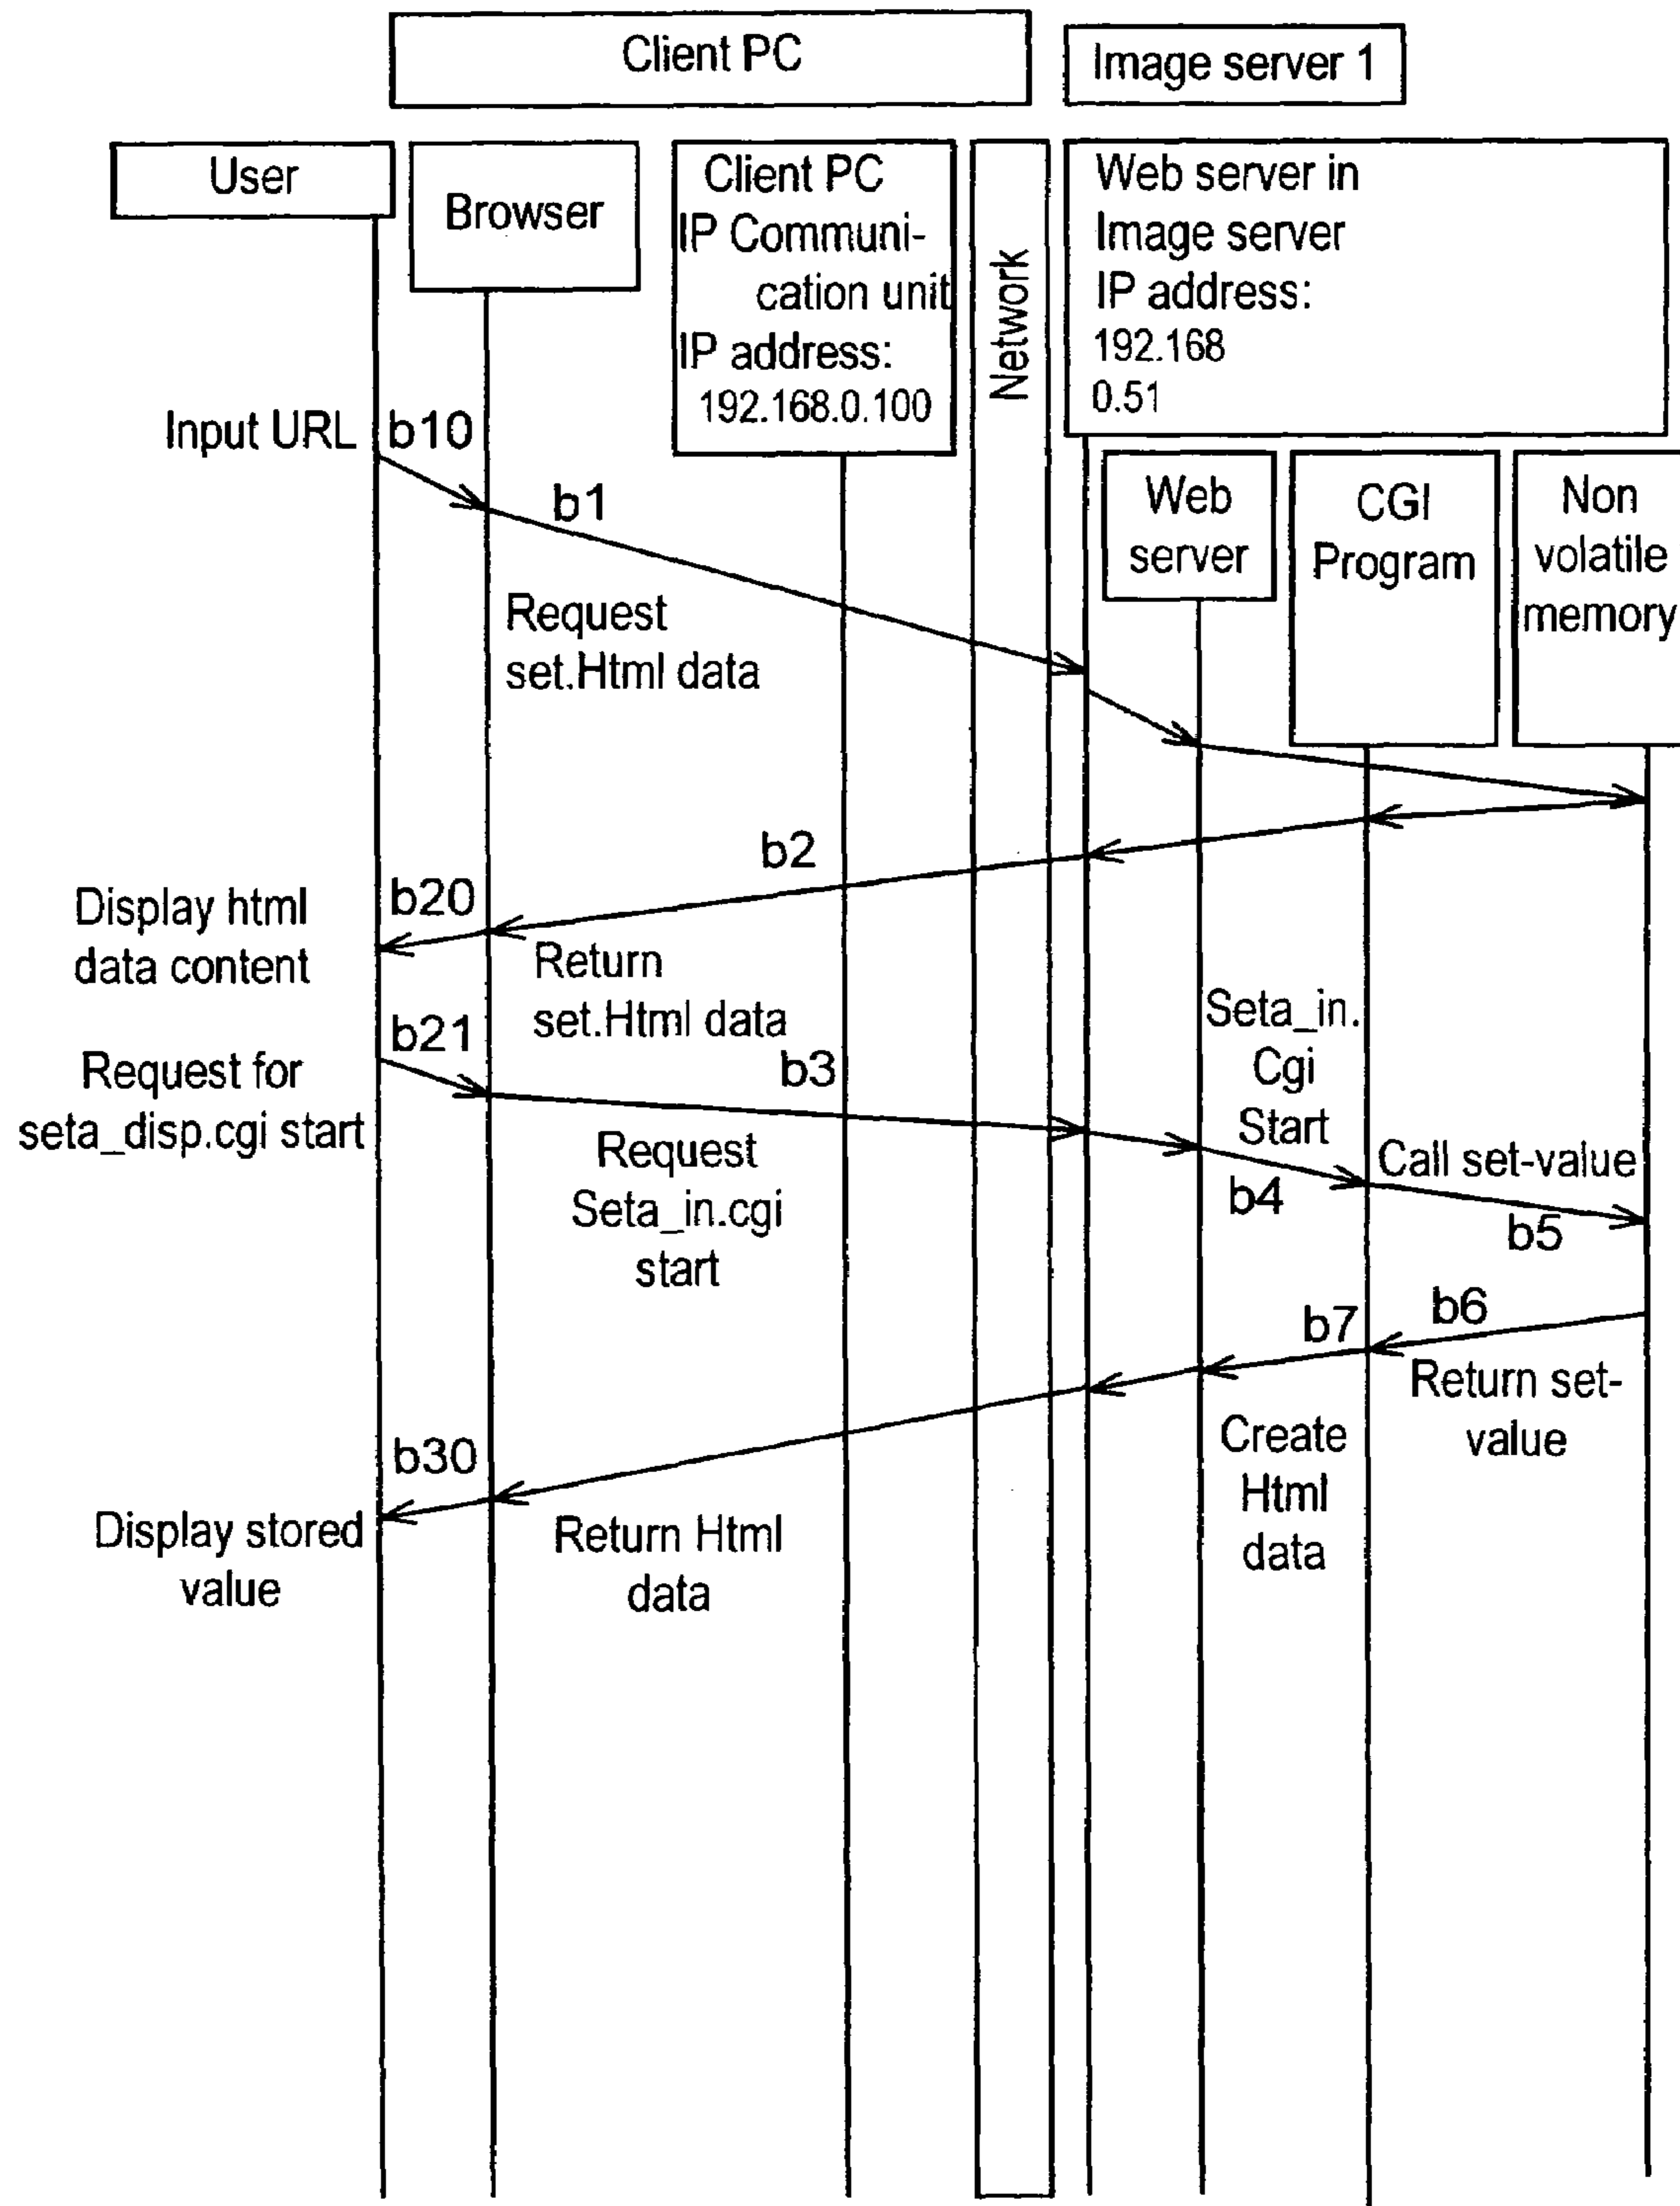 Client PC
Image server 1
User
Browser
Client PC
IP Communi-
cation unit
IP address:
192.168.0.100
Network
Web server in
Image server
IP address:
192.168
0.51
Web
server
CGI
Program
Non
volatile
memory
Input URL
b10
b1
Request
set.Html data
b2
b20
Display html
data content
Return
set.Html data
b21
Request for
seta_disp.cgi start
b3
Request
Seta_in.cgi
start
Seta_in.
Cgi
Start
b4
Call set-value
b5
b6
b7
Return set-
value
Create
Html
data
b30
Display stored
value
Return Html
data